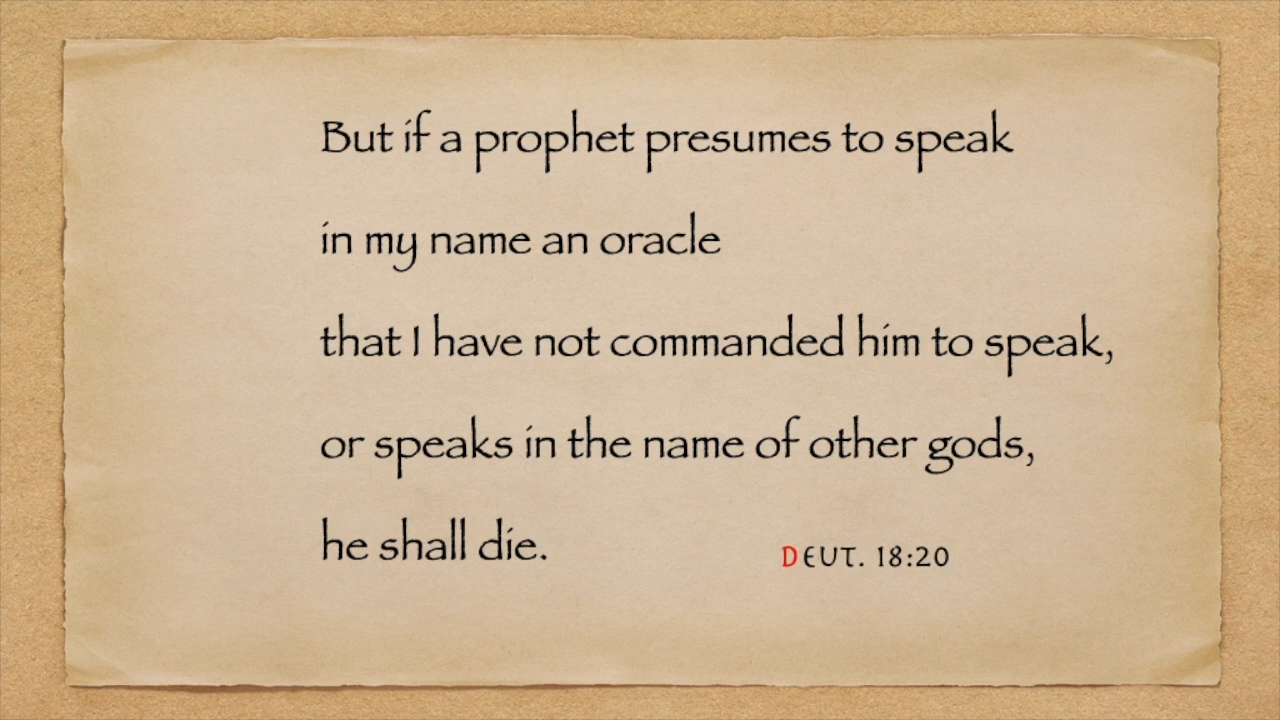 But if a prophet presumes to speak
in my name an oracle
that I have not commanded him to speak,
or speaks in the name of other gods,
he shall die.
DEUT. 18:20